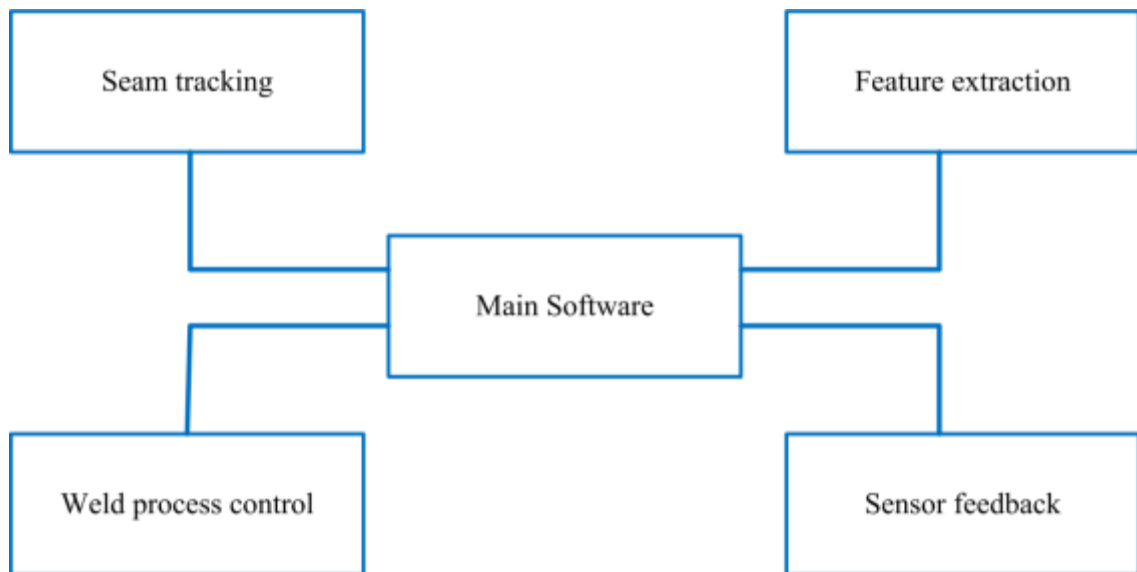 Seam tracking
Feature extraction
Main Software
Weld process control
Sensor feedback